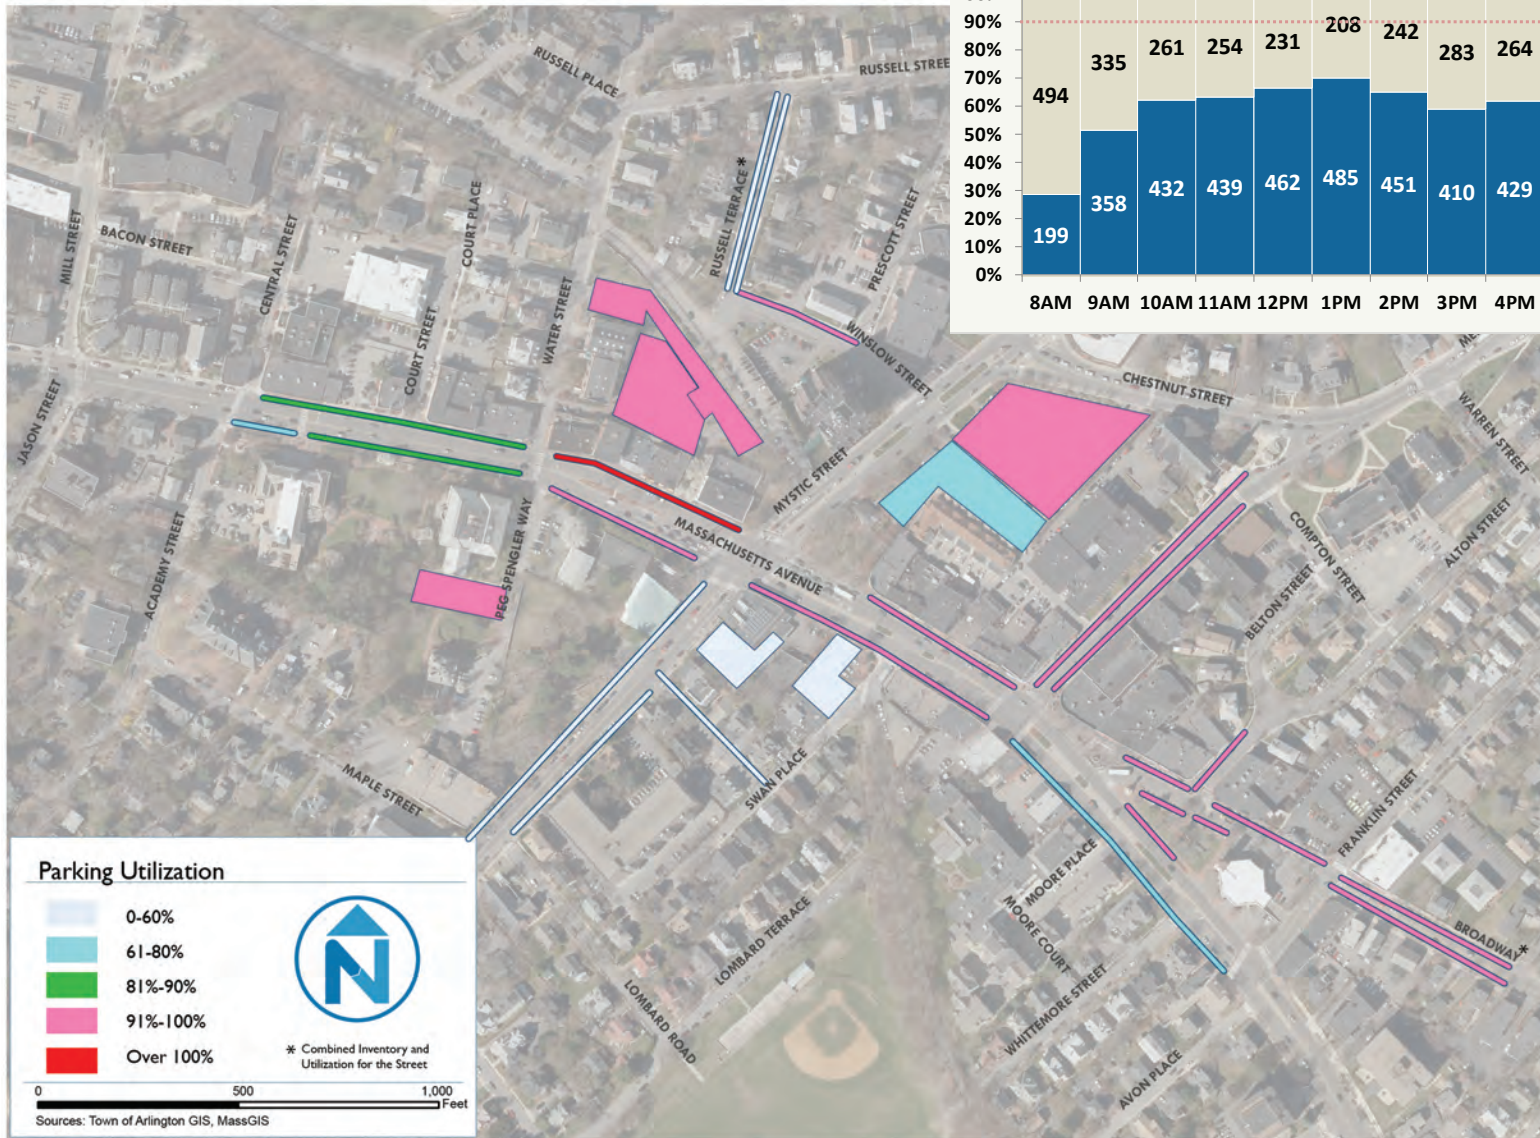 90%
80%
70%
60%
50%
40%
30%
20%
10%
0%
494
335
261
254
231
208
242
283
264
199
358
432
439
462
485
451
410
429
8AM
9AM
10AM
11AM
12PM
1PM
2PM
3PM
4PM
RUSSELL PLACE
RUSSELL STREE
RUSSELL TERRACE *
PRESCOTT STREET
WINSLOW STREET
MILL STREET
BACON STREET
CENTRAL STREET
COURT PLACE
COURT STREET
WATER STREET
JASON STREET
ACADEMY STREET
PEG SPENGLER WAY
MASSACHUSETTS AVENUE
MYSTIC STREET
CHESTNUT STREET
ME
WARREN STREET
ALTON STREET
COMPTON STREET
BELTON STREET
FRANKLIN STREET
BROADWAY *
MAPLE STREET
SWAN PLACE
LOMBARD TERRACE
LOMBARD ROAD
MOORE PLACE
MOORE COURT
WHITTEMORE STREET
AVON PLACE
Parking Utilization
0-60%
61-80%
81%-90%
91%-100%
Over 100%
N
* Combined Inventory and
Utilization for the Street
0 500 1,000
Feet
Sources: Town of Arlington GIS, MassGIS